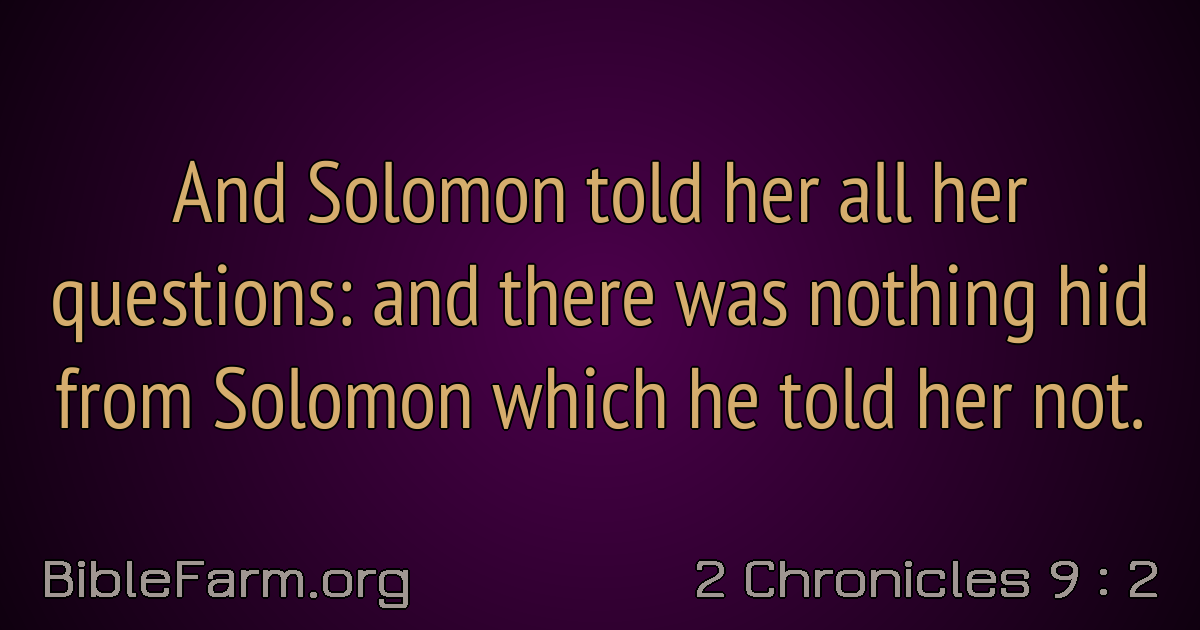 And Solomon told her all her
questions: and there was nothing hid
from Solomon which he told her not.
BibleFarm.org
2 Chronicles 9 : 2